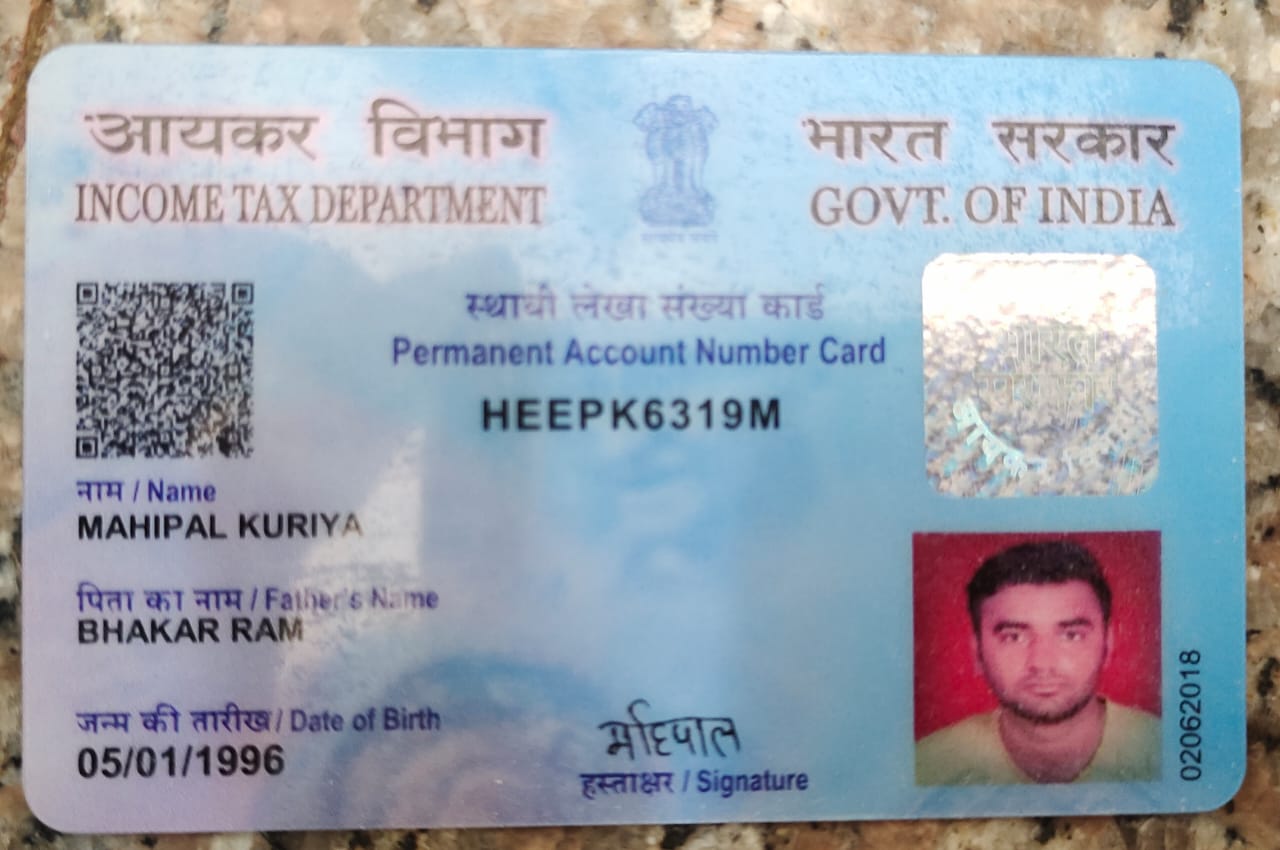 आयकर विभाग
INCOME TAX DEPARTMENT
भारत सरकार
GOVT. OF INDIA
स्थायी लेखा संख्या कार्ड
Permanent Account Number Card
HEEPK6319M
नाम / Name
MAHIPAL KURIYA
पिता का नाम / Father's Name
BHAKAR RAM
जन्म की तारीख / Date of Birth
05/01/1996
महिपाल
हस्ताक्षर / Signature
02062018